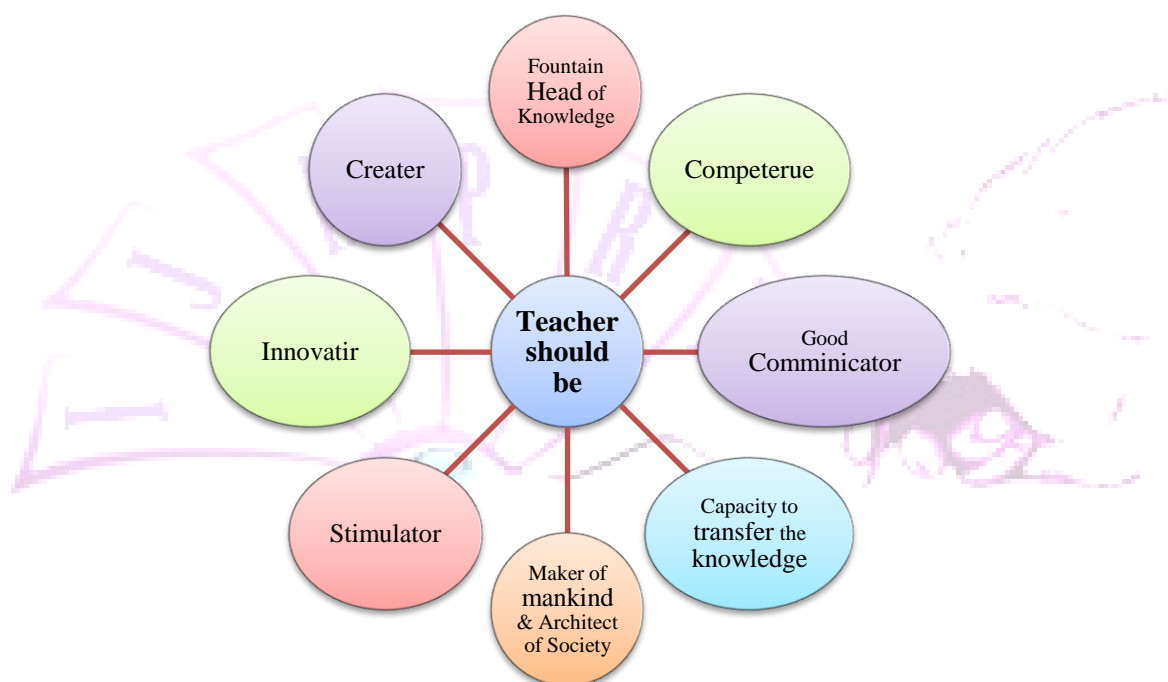 Fountain
Head of
Knowledge
Creater
Competerue
Teacher
should
be
Innovatir
Good
Comminicator
Stimulator
Capacity to
transfer the
knowledge
Maker of
mankind
& Architect
of Society